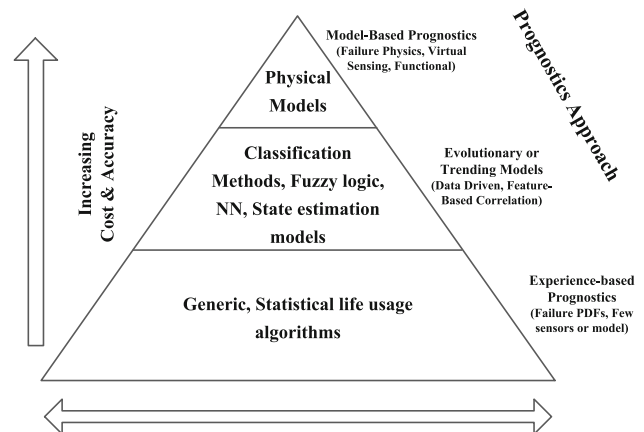 Model-Based Prognostics
(Failure Physics, Virtual
Sensing, Functional)
Prognostics Approach
Physical
Models
Increasing
Cost & Accuracy
Classification
Methods, Fuzzy logic,
NN, State estimation
models
Evolutionary or
Trending Models
(Data Driven, Feature-
Based Correlation)
Generic, Statistical life usage
algorithms
Experience-based
Prognostics
(Failure PDFs, Few
sensors or model)